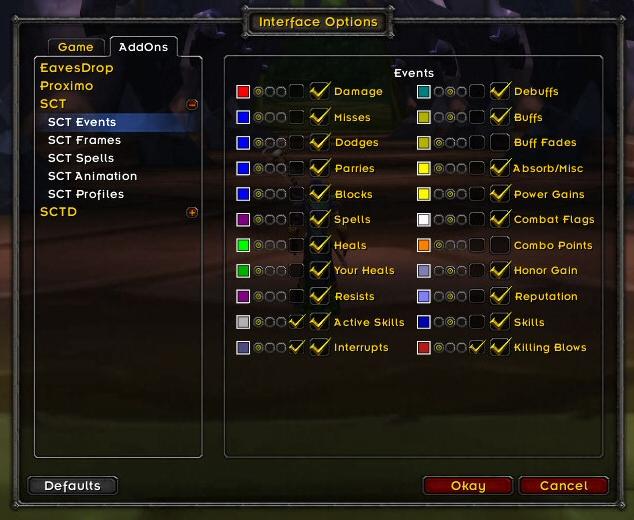 Interface Options
Game
AddOns
EavesDrop
Proximo
SCT
SCT Events
SCT Frames
SCT Spells
SCT Animation
SCT Profiles
SCTD
Events
Damage
Misses
Dodges
Parries
Blocks
Spells
Heals
Your Heals
Resists
Active Skills
Interrupts
Debuffs
Buffs
Buff Fades
Absorb/Misc
Power Gains
Combat Flags
Combo Points
Honor Gain
Reputation
Skills
Killing Blows
Defaults
Okay
Cancel